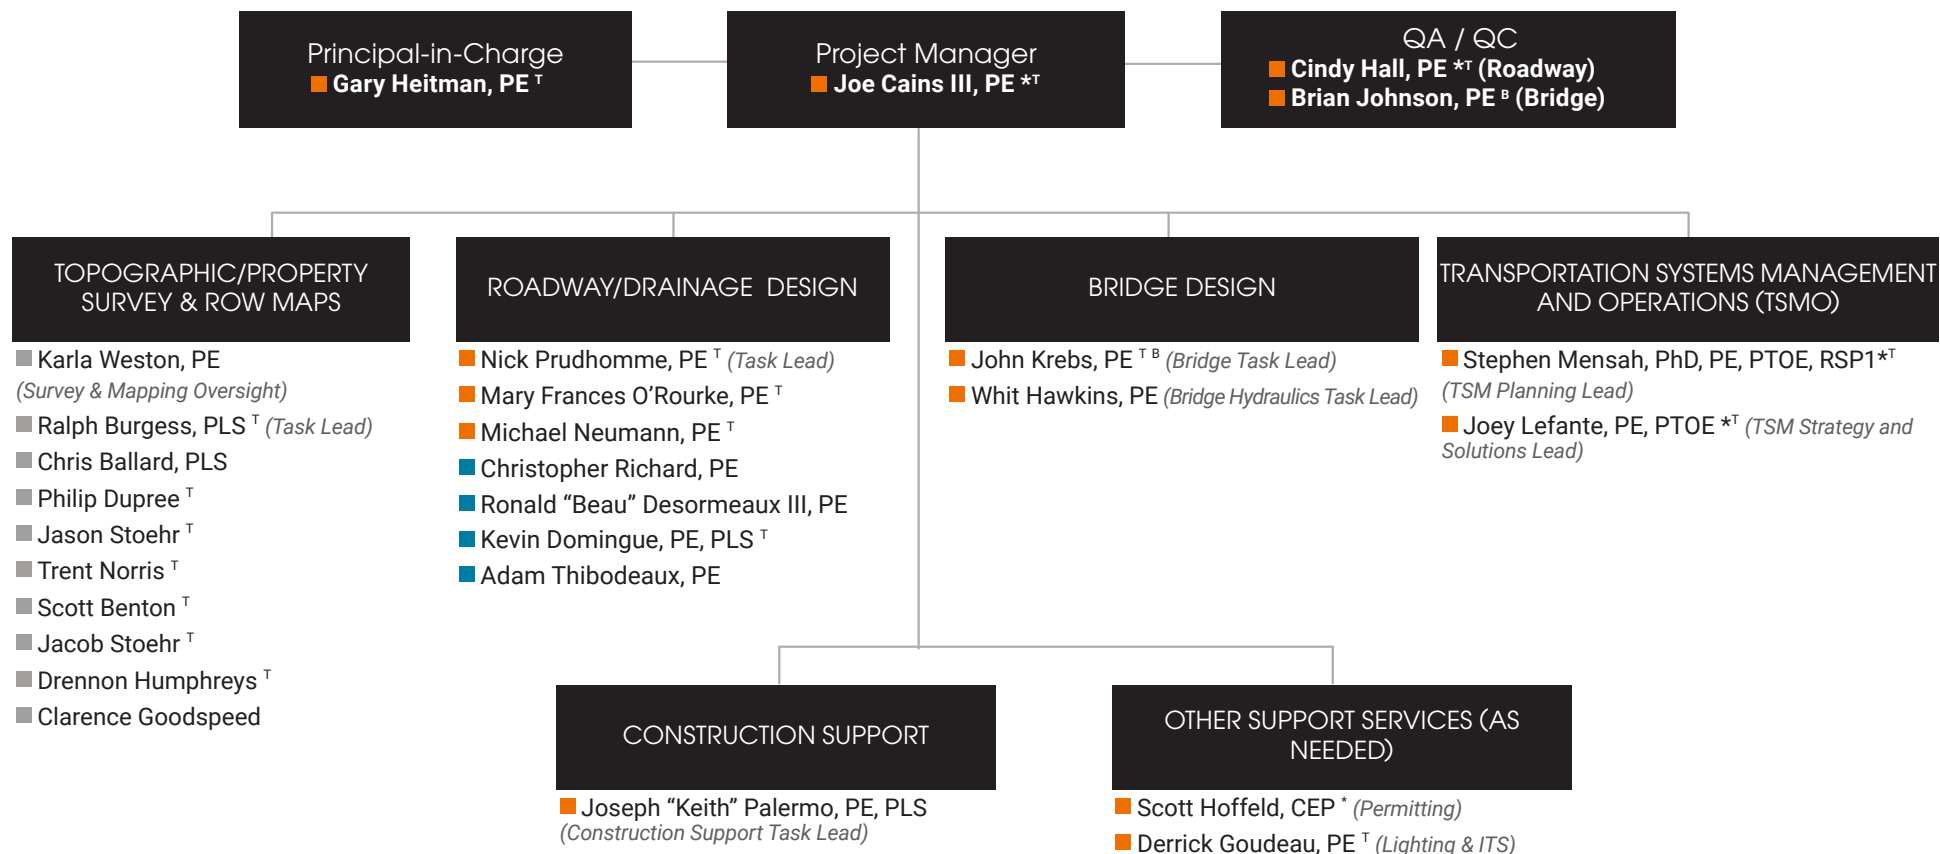 Principal-in-Charge
Gary Heitman, PE ᵀ
Project Manager
Joe Cains III, PE *ᵀ
QA / QC
Cindy Hall, PE *ᵀ (Roadway)
Brian Johnson, PE ᴮ (Bridge)
TOPOGRAPHIC/PROPERTY
SURVEY & ROW MAPS
Karla Weston, PE
(Survey & Mapping Oversight)
Ralph Burgess, PLS ᵀ (Task Lead)
Chris Ballard, PLS
Philip Dupree ᵀ
Jason Stoehr ᵀ
Trent Norris ᵀ
Scott Benton ᵀ
Jacob Stoehr ᵀ
Drennon Humphreys ᵀ
Clarence Goodspeed
ROADWAY/DRAINAGE DESIGN
Nick Prudhomme, PE ᵀ (Task Lead)
Mary Frances O’Rourke, PE ᵀ
Michael Neumann, PE ᵀ
Christopher Richard, PE
Ronald “Beau” Desormeaux III, PE
Kevin Domingue, PE, PLS ᵀ
Adam Thibodeaux, PE
BRIDGE DESIGN
John Krebs, PE ᵀ ᴮ (Bridge Task Lead)
Whit Hawkins, PE (Bridge Hydraulics Task Lead)
TRANSPORTATION SYSTEMS MANAGEMENT
AND OPERATIONS (TSMO)
Stephen Mensah, PhD, PE, PTOE, RSP1*ᵀ
(TSM Planning Lead)
Joey Lefante, PE, PTOE *ᵀ (TSM Strategy and
Solutions Lead)
CONSTRUCTION SUPPORT
Joseph “Keith” Palermo, PE, PLS
(Construction Support Task Lead)
OTHER SUPPORT SERVICES (AS
NEEDED)
Scott Hoffeld, CEP * (Permitting)
Derrick Goudeau, PE ᵀ (Lighting & ITS)